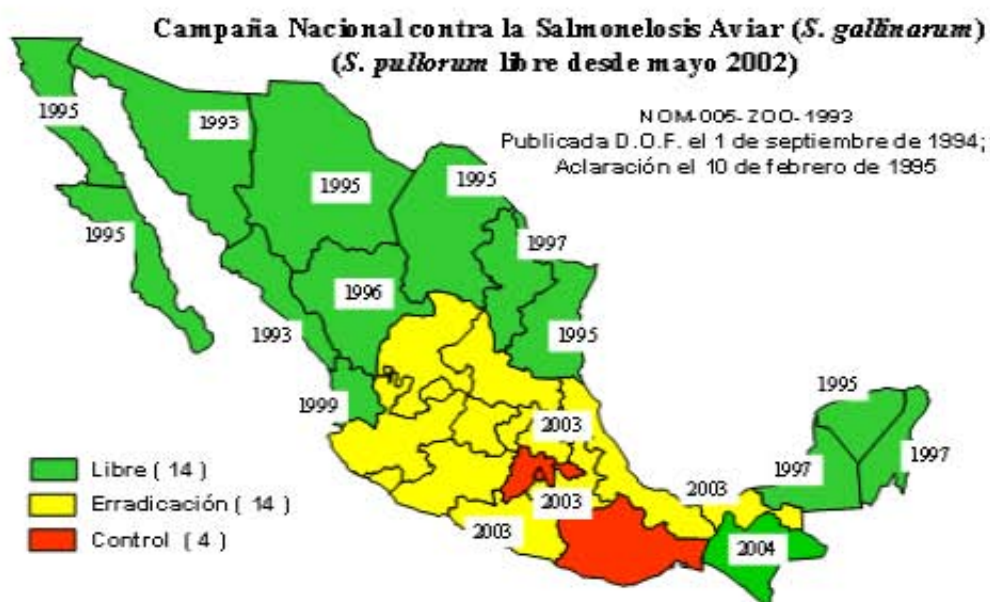 Campaña Nacional contra la Salmonelosis Aviar (S. gallinarum)
(S. pullorum libre desde mayo 2002)
NOM-005-ZOO-1993
Publicada D.O.F. el 1 de septiembre de 1994;
Aclaración el 10 de febrero de 1995
1995
1993
1995
1995
1995
1997
1996
1993
1995
1999
1995
2003
1997
1997
2003
2003
2003
2004
Libre ( 14 )
Erradicación ( 14 )
Control ( 4 )